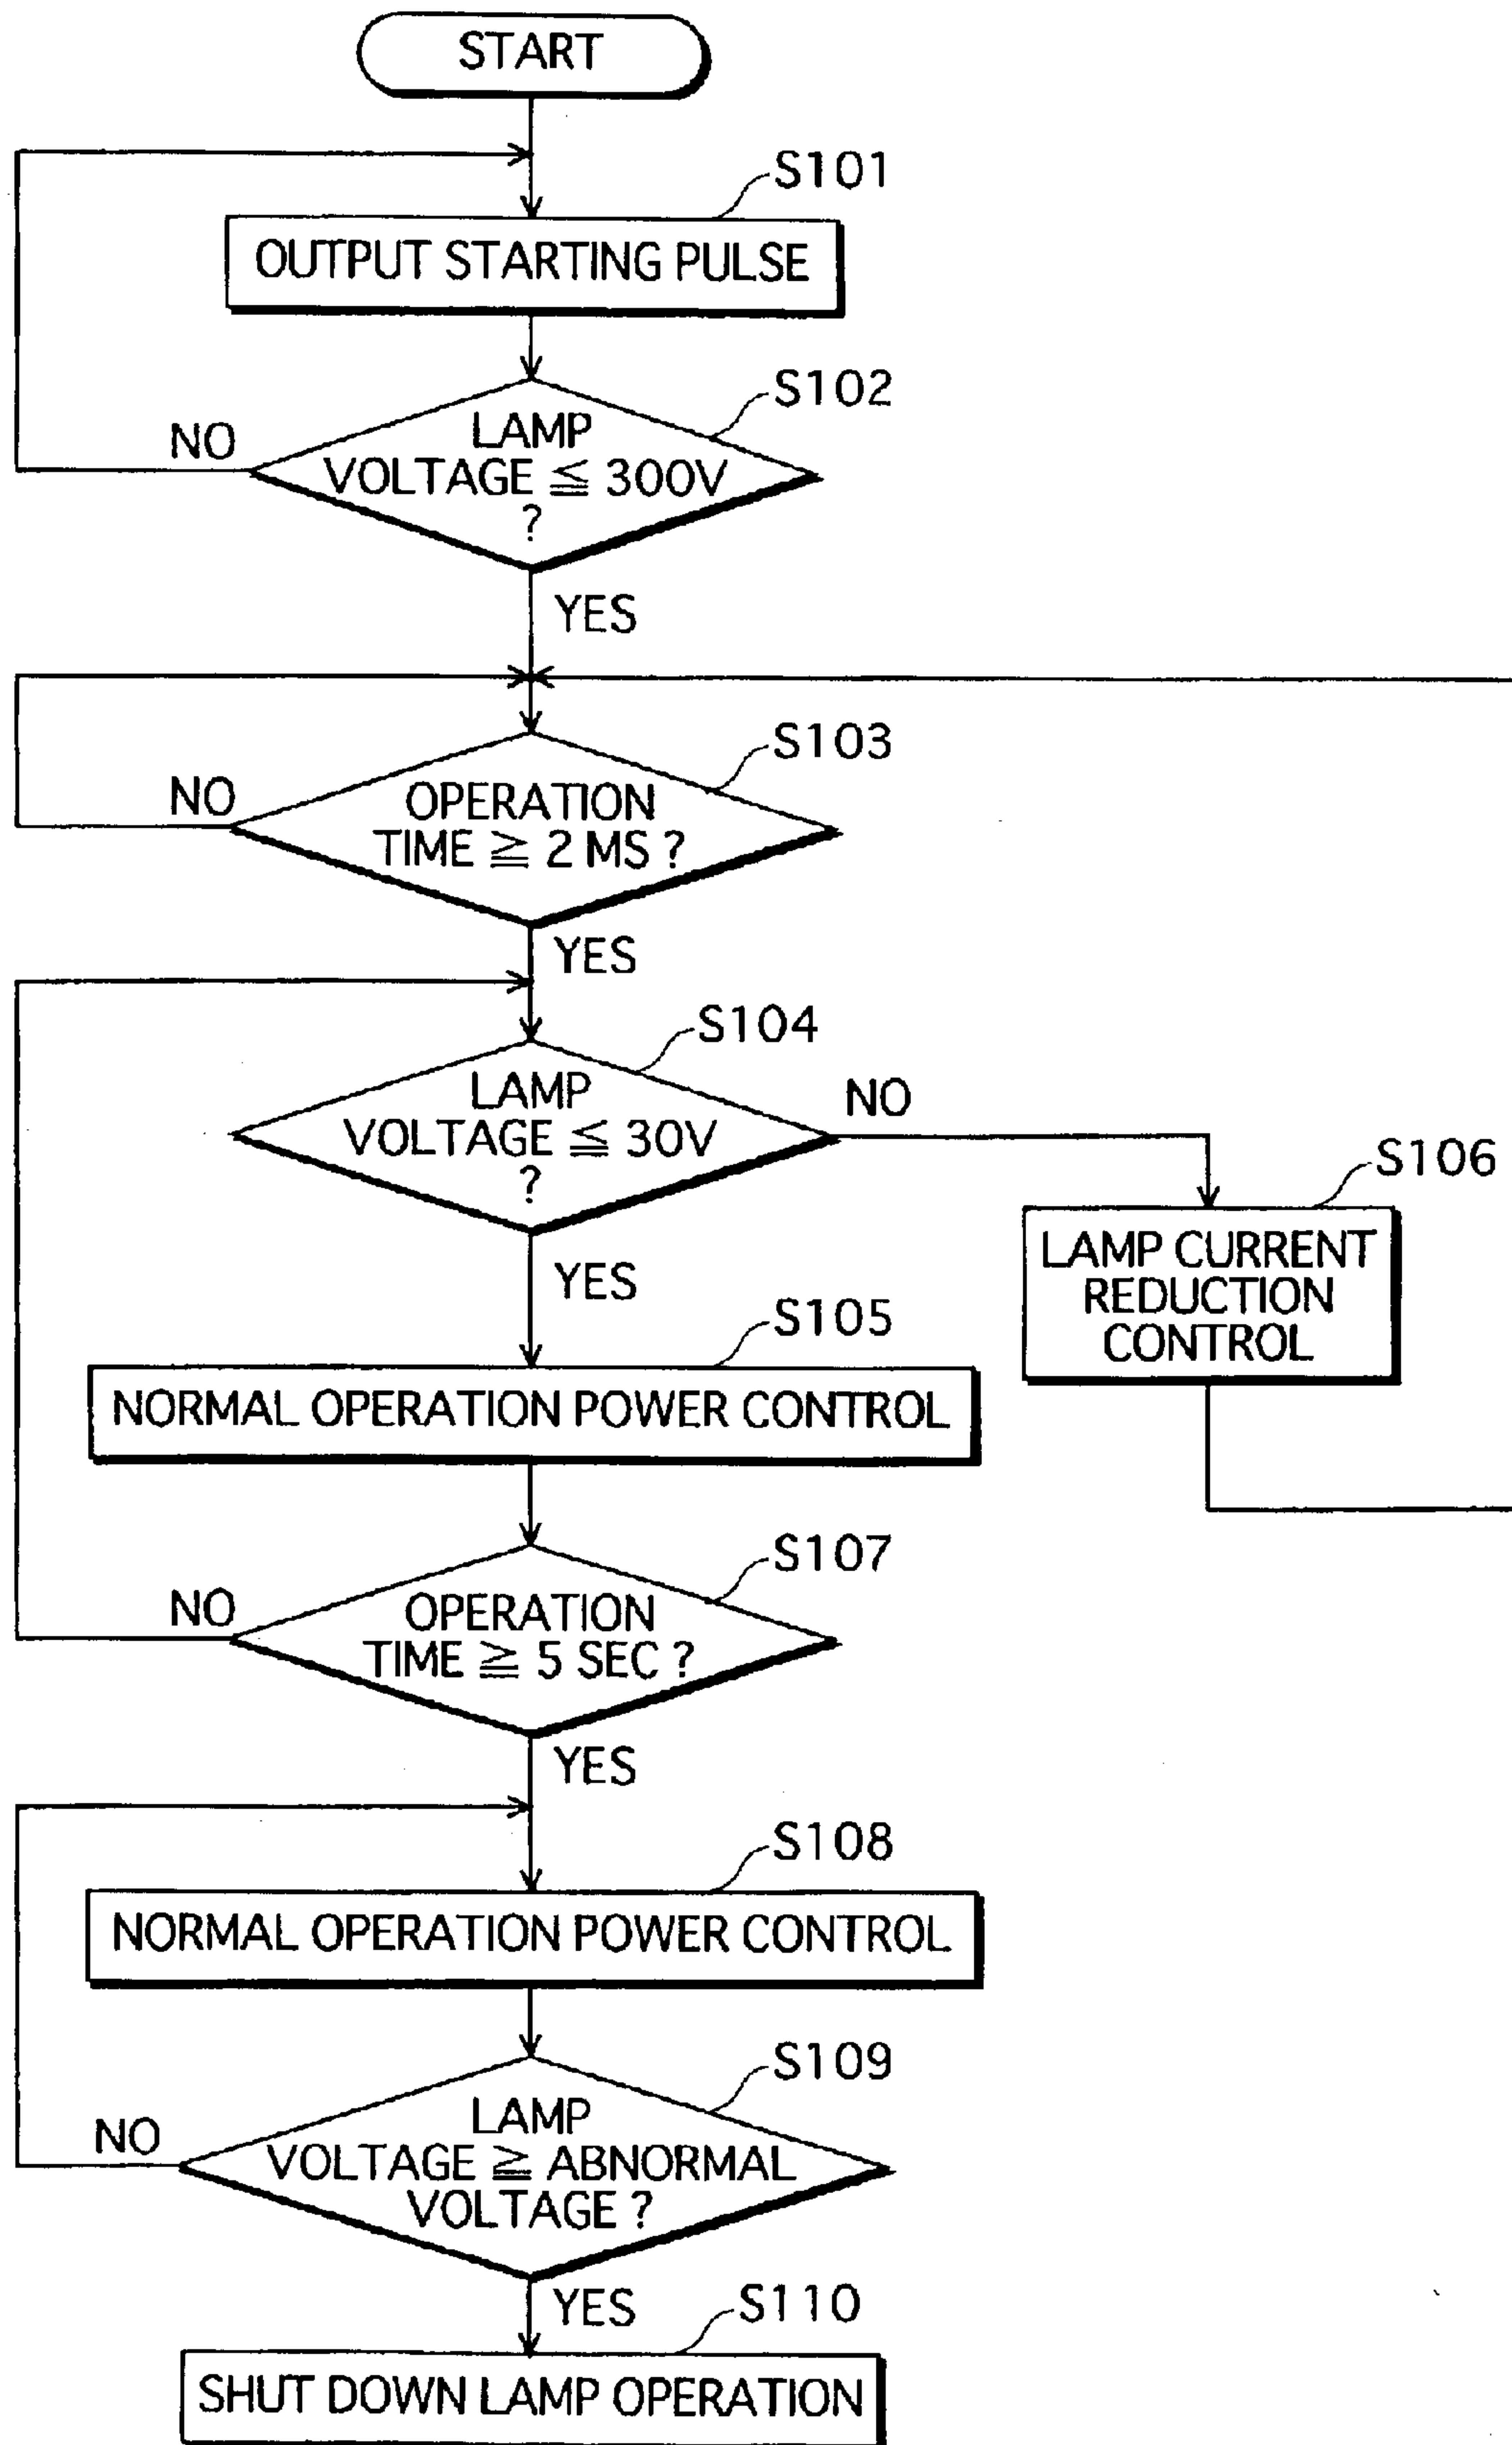 START
S101
OUTPUT STARTING PULSE
S102
LAMP
VOLTAGE ≦ 300V
?
NO
YES
S103
OPERATION
TIME ≧ 2 MS ?
NO
YES
S104
LAMP
VOLTAGE ≦ 30V
?
NO
YES
S106
LAMP CURRENT
REDUCTION
CONTROL
S105
NORMAL OPERATION POWER CONTROL
S107
OPERATION
TIME ≧ 5 SEC ?
NO
YES
S108
NORMAL OPERATION POWER CONTROL
S109
LAMP
VOLTAGE ≧ ABNORMAL
VOLTAGE ?
NO
YES
S110
SHUT DOWN LAMP OPERATION